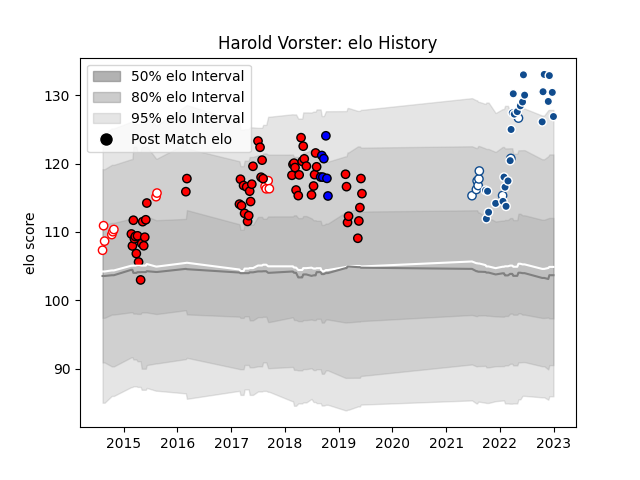 Harold Vorster: elo History
50% elo Interval
80% elo Interval
95% elo Interval
Post Match elo
elo score
130
120
110
100
90
2015 2016 2017 2018 2019 2020 2021 2022 2023